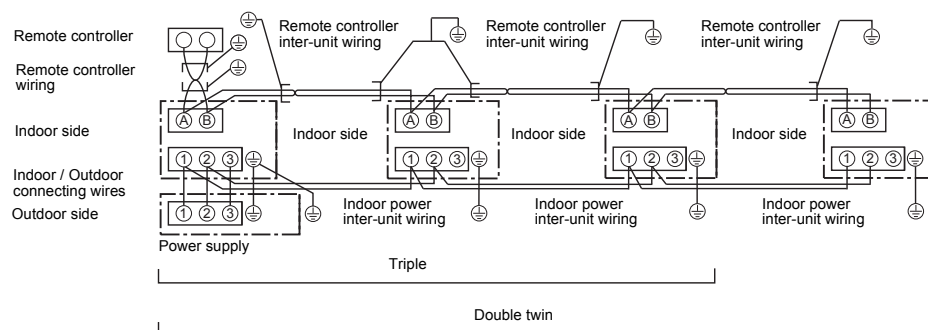 Remote controller
Remote controller
wiring
Remote controller
inter-unit wiring
Remote controller
inter-unit wiring
Remote controller
inter-unit wiring
A B
A B
A B
A B
Indoor side
Indoor side
Indoor side
Indoor side
1 2 3
1 2 3
1 2 3
1 2 3
Indoor / Outdoor
connecting wires
Outdoor side
1 2 3
Power supply
Indoor power
inter-unit wiring
Indoor power
inter-unit wiring
Indoor power
inter-unit wiring
Triple
Double twin